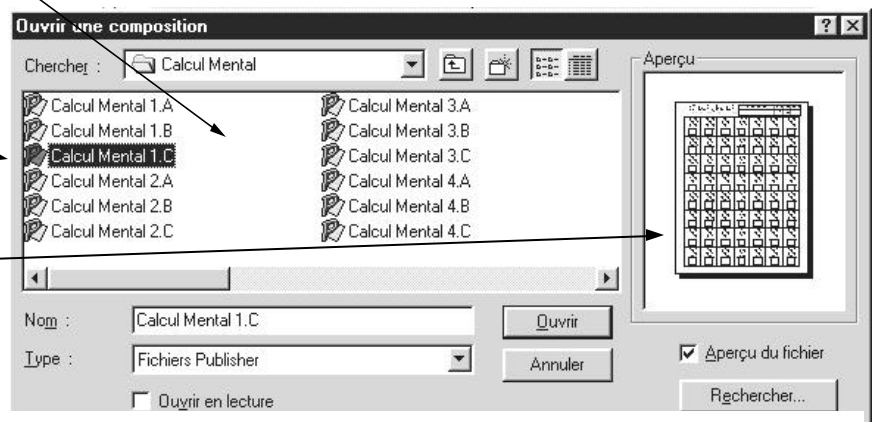 Ouvrir une composition
Chercher : Calcul Mental
Aperçu
Calcul Mental 1.A
Calcul Mental 1.B
Calcul Mental 1.C
Calcul Mental 2.A
Calcul Mental 2.B
Calcul Mental 2.C
Calcul Mental 3.A
Calcul Mental 3.B
Calcul Mental 3.C
Calcul Mental 4.A
Calcul Mental 4.B
Calcul Mental 4.C
Nom : Calcul Mental 1.C
Ouvrir
Type : Fichiers Publisher
Annuler
Aperçu du fichier
Ouvrir en lecture
Rechercher...